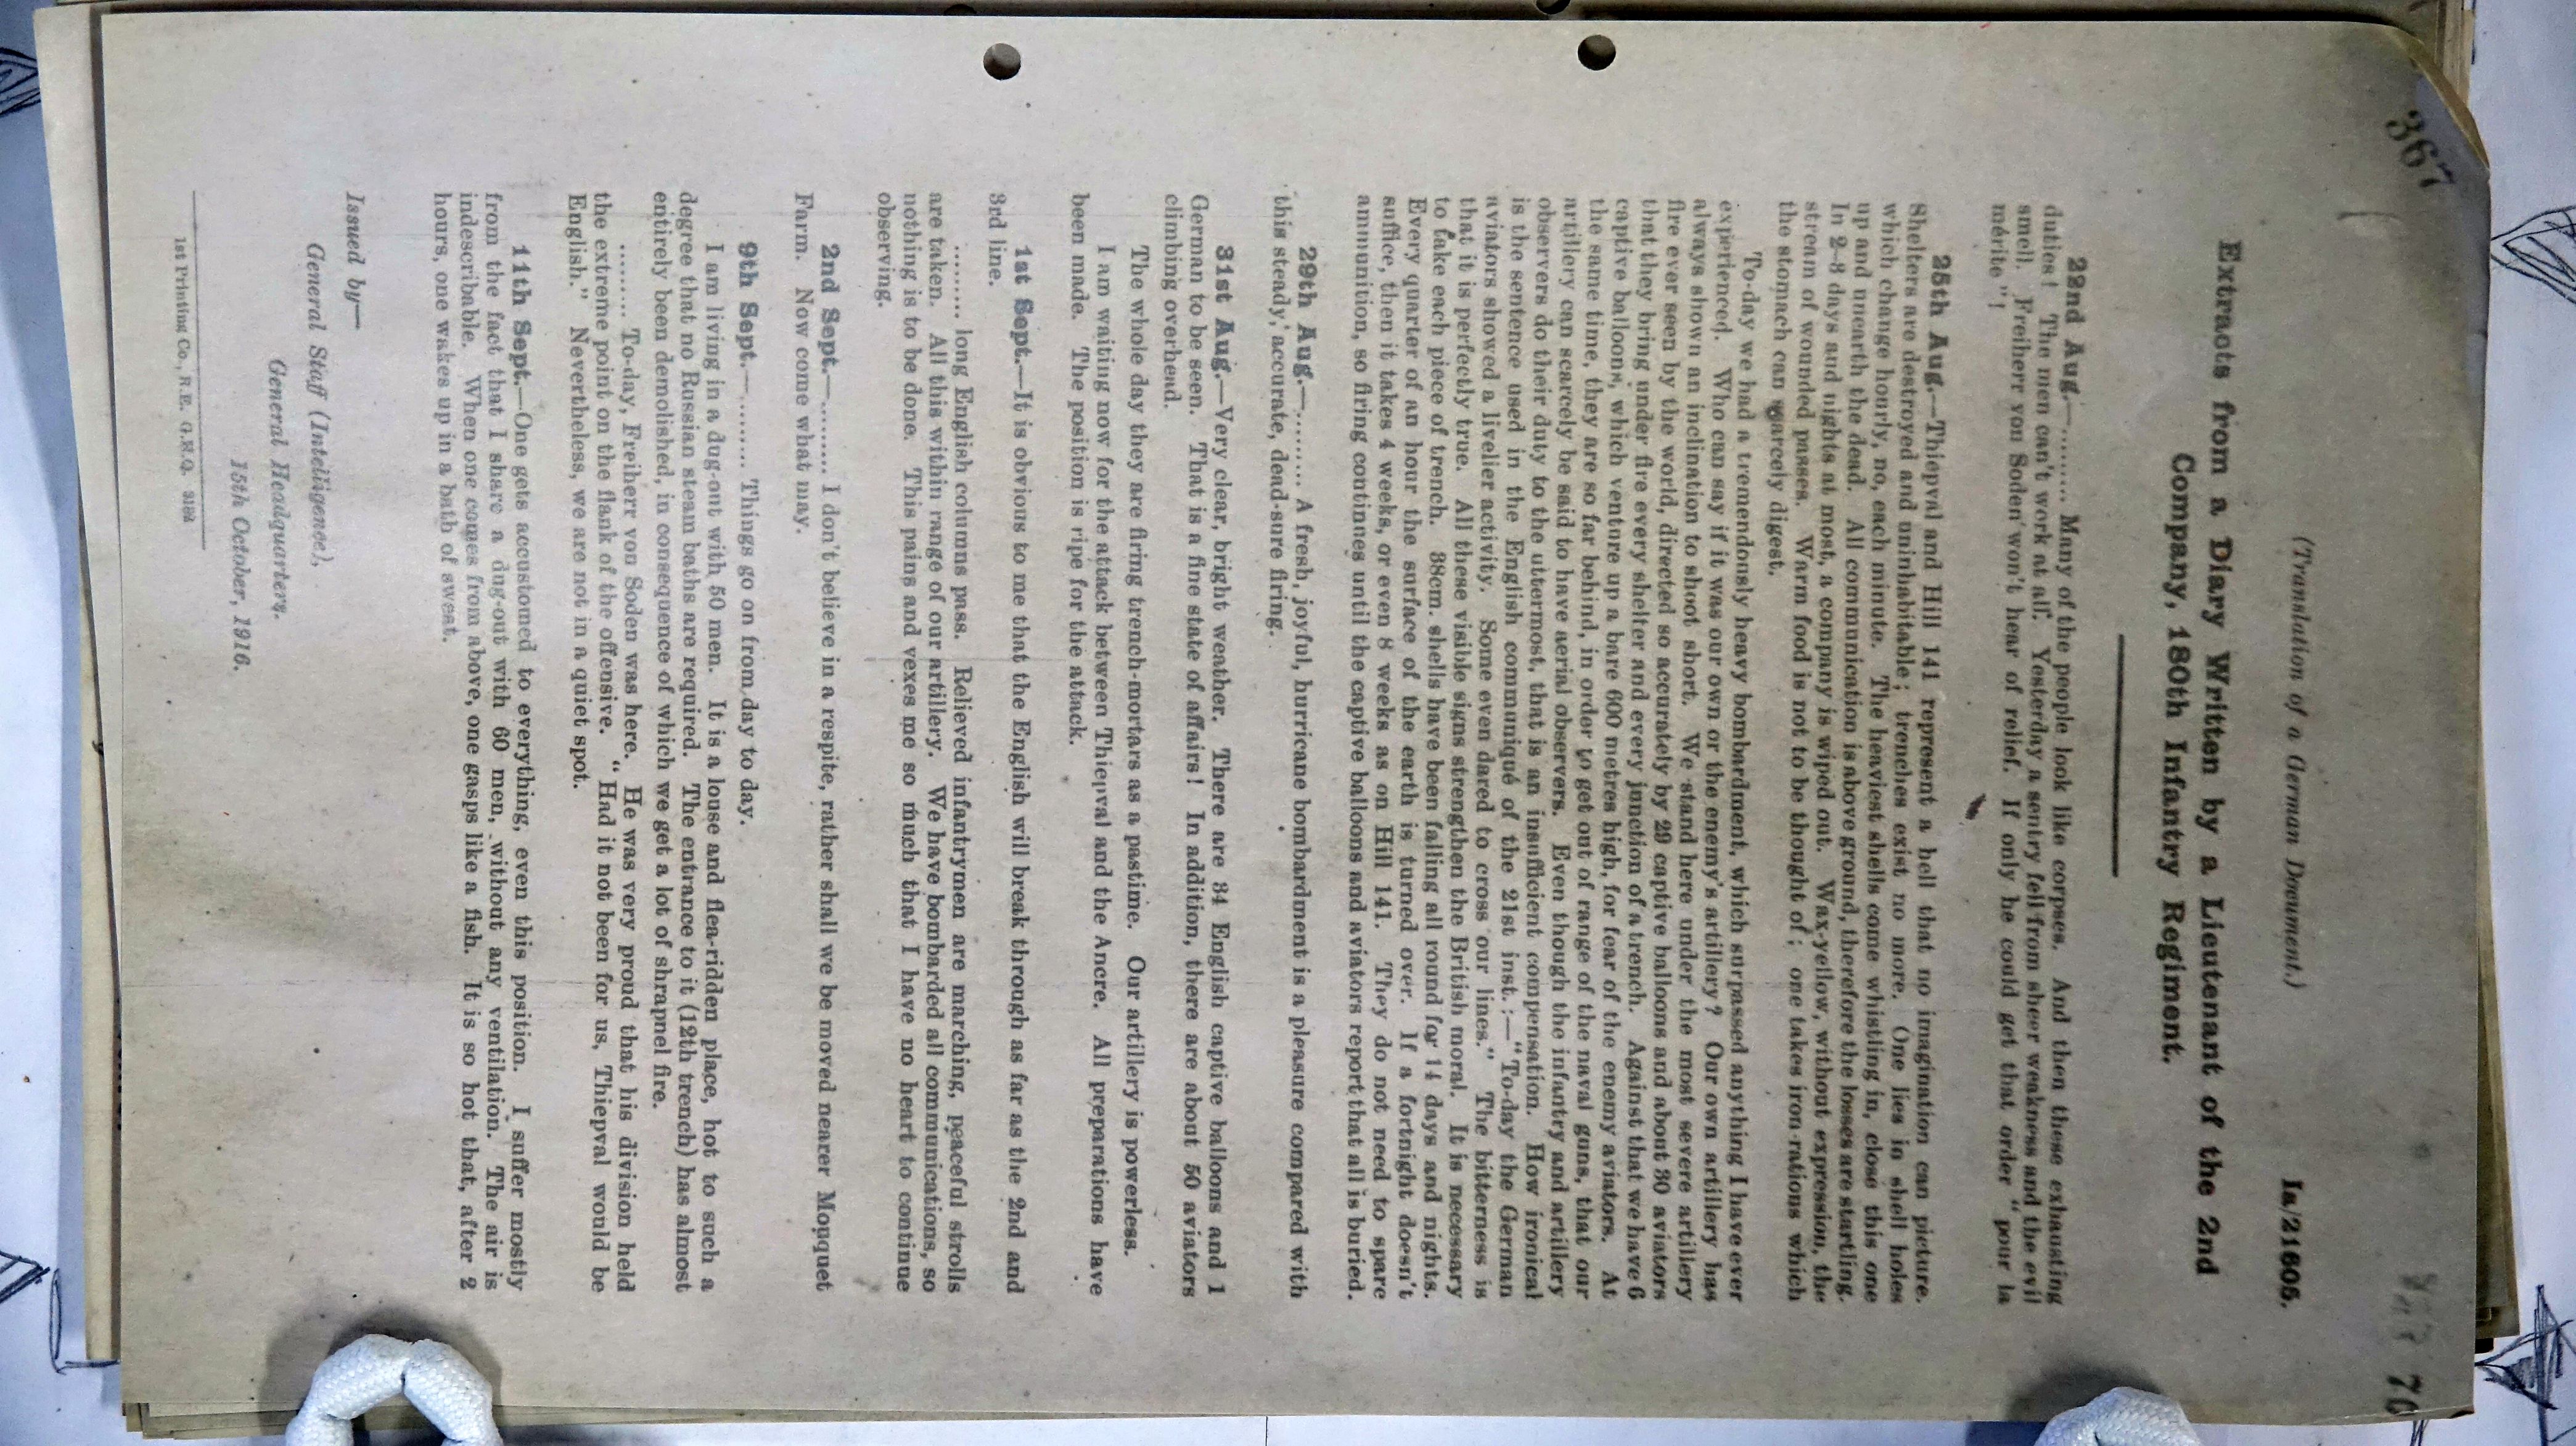 367
70
(Translation of a German Document.)
Ia/21605.
Extracts from a Diary Written by a Lieutenant of the 2nd
Company, 180th Infantry Regiment.
22nd Aug.—......... Many of the people look like corpses. And then these exhausting
duties! The men can't work at all. Yesterday a sentry fell from sheer weakness and the evil
smell. Freiherr von Soden won't hear of relief. If only he could get that order "pour la
mérite"!
25th Aug.—Thiepval and Hill 141 represent a hell that no imagination can picture.
Shelters are destroyed and uninhabitable; trenches exist no more. One lies in shell holes
which change hourly, no, each minute. The heaviest shells come whistling in, close this one
up and unearth the dead. All communication is above ground, therefore the losses are startling.
In 2–3 days and nights at most, a company is wiped out. Wax-yellow, without expression, the
stream of wounded passes. Warm food is not to be thought of; one takes iron-rations which
the stomach can scarcely digest.
To-day we had a tremendously heavy bombardment, which surpassed anything I have ever
experienced. Who can say if it was our own or the enemy's artillery? Our own artillery has
always shown an inclination to shoot short. We stand here under the most severe artillery
fire ever seen by the world, directed so accurately by 29 captive balloons and about 30 aviators
that they bring under fire every shelter and every junction of a trench. Against that we have 6
captive balloons, which venture up a bare 600 metres high, for fear of the enemy aviators. At
the same time, they are so far behind, in order to get out of range of the naval guns, that our
artillery can scarcely be said to have aerial observers. Even though the infantry and artillery
observers do their duty to the uttermost, that is an insufficient compensation. How ironical
is the sentence used in the English communiqué of the 21st inst.:—"To-day the German
aviators showed a livelier activity. Some even dared to cross our lines." The bitterness is
that it is perfectly true. All these visible signs strengthen the British moral. It is necessary
to take each piece of trench. 38cm. shells have been falling all round for 14 days and nights.
Every quarter of an hour the surface of the earth is turned over. If a fortnight doesn't
suffice, then it takes 4 weeks, or even 8 weeks as on Hill 141. They do not need to spare
ammunition, so firing continues until the captive balloons and aviators report that all is buried.
29th Aug.—......... A fresh, joyful, hurricane bombardment is a pleasure compared with
this steady, accurate, dead-sure firing.
31st Aug.—Very clear, bright weather. There are 34 English captive balloons and 1
German to be seen. That is a fine state of affairs! In addition, there are about 50 aviators
climbing overhead.
The whole day they are firing trench-mortars as a pastime. Our artillery is powerless.
I am waiting now for the attack between Thiepval and the Ancre. All preparations have
been made. The position is ripe for the attack.
1st Sept.—It is obvious to me that the English will break through as far as the 2nd and
3rd line.
......... long English columns pass. Relieved infantrymen are marching, peaceful strolls
are taken. All this within range of our artillery. We have bombarded all communications, so
nothing is to be done. This pains and vexes me so much that I have no heart to continue
observing.
2nd Sept.—......... I don't believe in a respite, rather shall we be moved nearer Mouquet
Farm. Now come what may.
9th Sept.—......... Things go on from day to day.
I am living in a dug-out with 50 men. It is a louse and flea-ridden place, hot to such a
degree that no Russian steam baths are required. The entrance to it (12th trench) has almost
entirely been demolished, in consequence of which we get a lot of shrapnel fire.
......... To-day, Freiherr von Soden was here. He was very proud that his division held
the extreme point on the flank of the offensive. "Had it not been for us, Thiepval would be
English." Nevertheless, we are not in a quiet spot.
11th Sept.—One gets accustomed to everything, even this position. I suffer mostly
from the fact that I share a dug-out with 60 men, without any ventilation. The air is
indescribable. When one comes from above, one gasps like a fish. It is so hot that, after 2
hours, one wakes up in a bath of sweat.
Issued by—
General Staff (Intelligence),
General Headquarters.
15th October, 1916.
1st Printing Co., R.E. G.H.Q.